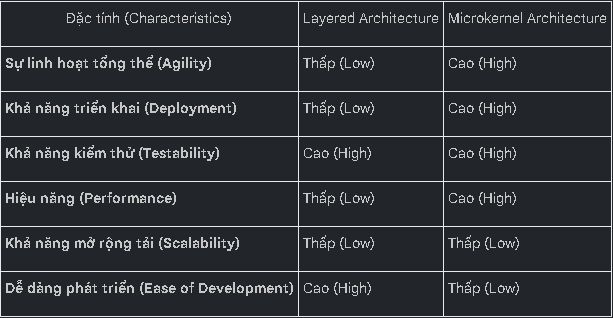 Đặc tính (Characteristics) Layered Architecture Microkernel Architecture
Sự linh hoạt tổng thể (Agility) Thấp (Low) Cao (High)
Khả năng triển khai (Deployment) Thấp (Low) Cao (High)
Khả năng kiểm thử (Testability) Cao (High) Cao (High)
Hiệu năng (Performance) Thấp (Low) Cao (High)
Khả năng mở rộng tải (Scalability) Thấp (Low) Thấp (Low)
Dễ dàng phát triển (Ease of Development) Cao (High) Thấp (Low)